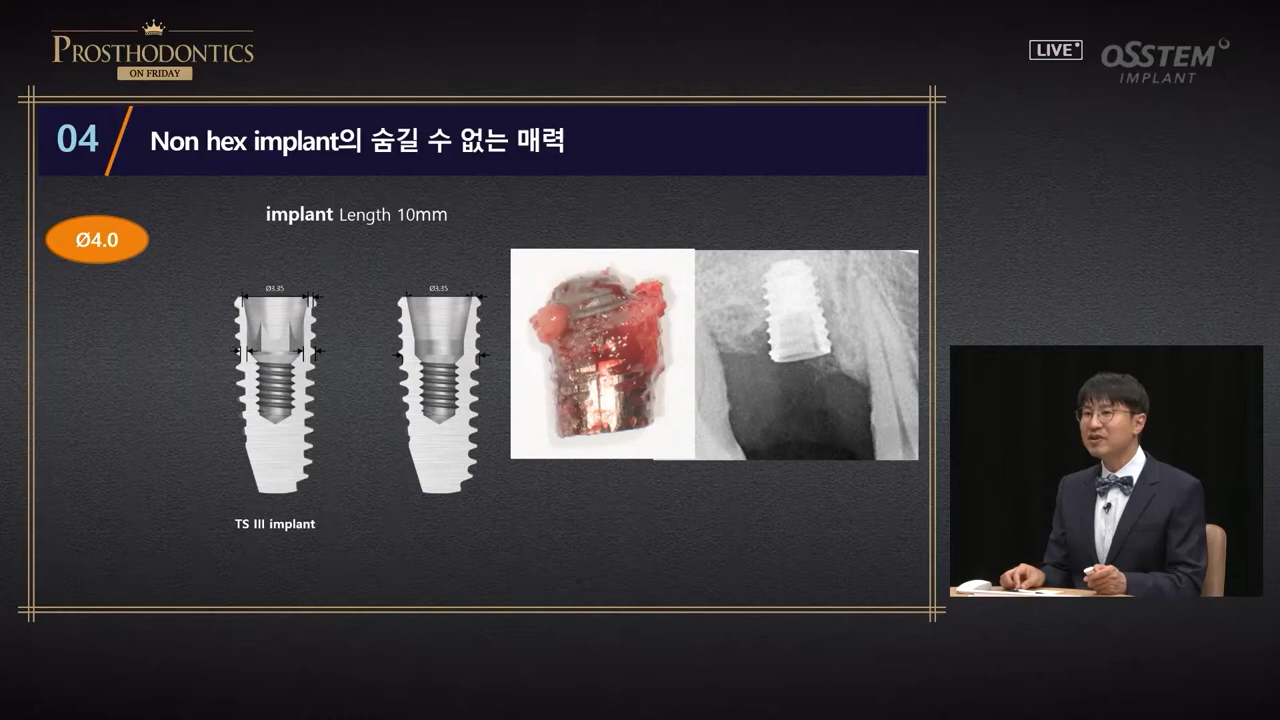 PROSTHODONTICS
ON FRIDAY
LIVE
OSSTEM
IMPLANT
04
Non hex implant의 숨길 수 없는 매력
implant Length 10mm
Ø4.0
Ø3.35
Ø3.35
TS III implant